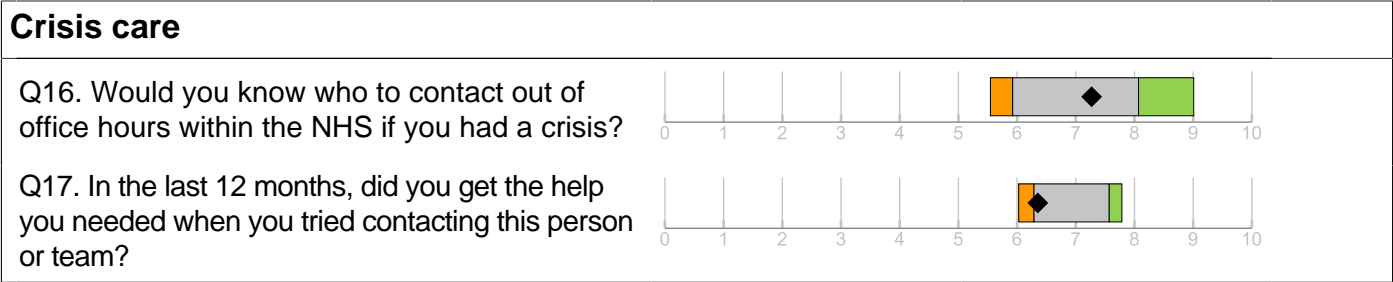 Crisis care
Q16. Would you know who to contact out of
office hours within the NHS if you had a crisis?
0 1 2 3 4 5 6 7 8 9 10
Q17. In the last 12 months, did you get the help
you needed when you tried contacting this person
or team?
0 1 2 3 4 5 6 7 8 9 10